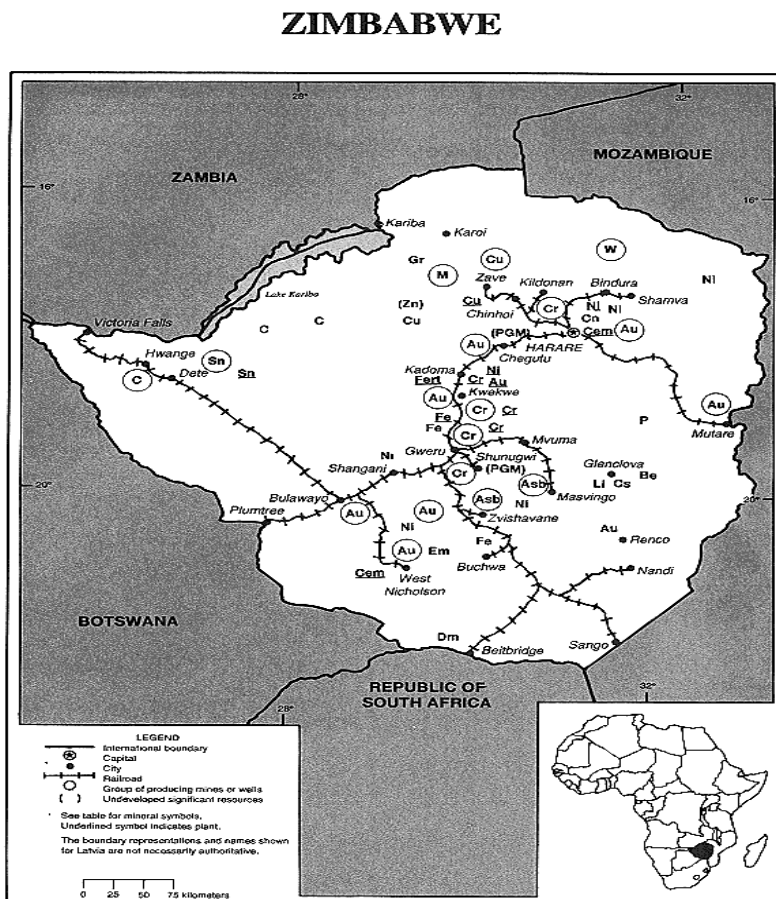 ZIMBABWE
28°
32°
MOZAMBIQUE
ZAMBIA
16°
16°
Kariba
Karoi
Gr
Cu
W
M
Zave
Kildonan
Bindura
NI
Lake Kariba
(Zn)
Cu
Chinhoi
Cr
Ni
NI
Shamva
C
C
Cu
Cn
Victoria Falls
(PGM)
Cem
Au
Au
HARARE
Hwange
Chegutu
Sn
Sn
Kadoma
Ni
C
Dete
Fert
Cr
Au
Au
Kwekwe
Au
Fe
Cr
Cr
P
Fe
Cr
Cr
Mutare
Gweru
Mvuma
Ni
Shunugwi
Shangani
Cr
(PGM)
Glenclova
Be
20°
Asb
Li
Cs
20°
Bulawayo
Asb
Ni
Masvingo
Plumtree
Au
Au
Zvishavane
Ni
Au
Au
Em
Fe
Renco
Cem
West
Nicholson
Buchwa
Nandi
BOTSWANA
Dm
Beitbridge
Sango
REPUBLIC OF
SOUTH AFRICA
28°
32°
LEGEND
International boundary
Capital
City
Railroad
Group of producing mines or wells
( ) Undeveloped significant resources
See table for mineral symbols.
Underlined symbol indicates plant.
The boundary representations and names shown
for Latvia are not necessarily authoritative.
0 25 50 75 kilometers